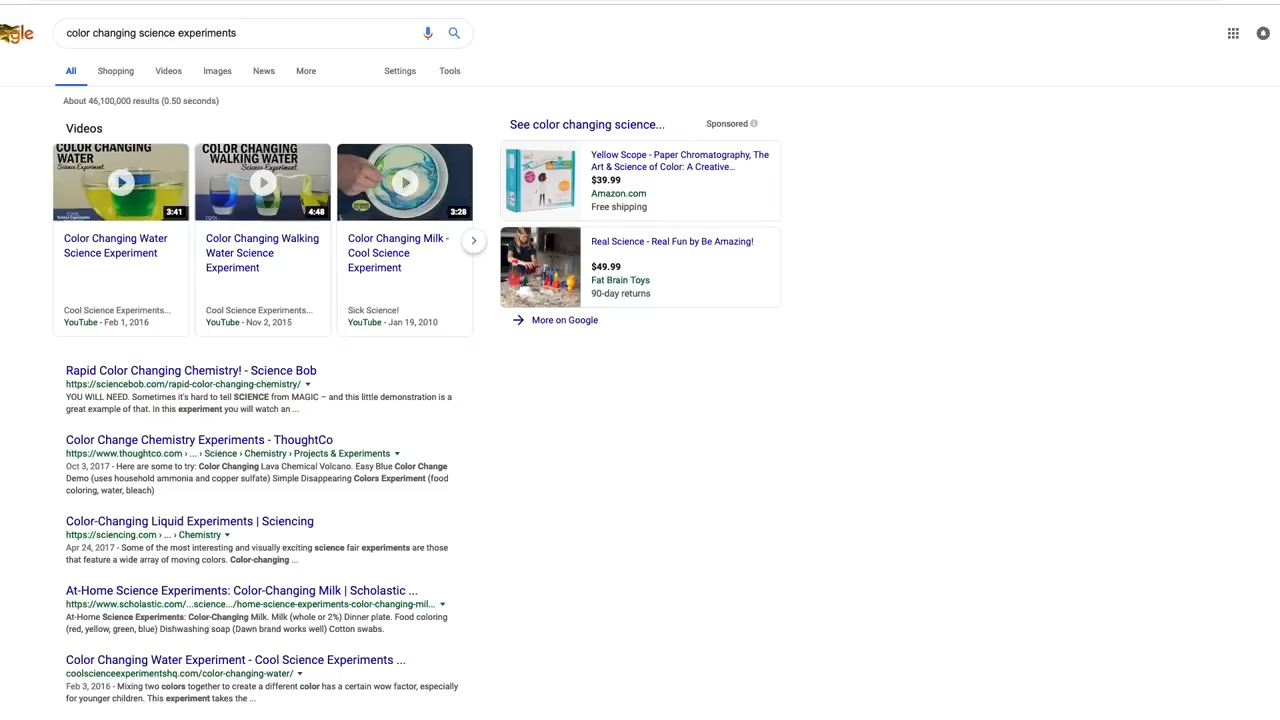 gle
color changing science experiments
All Shopping Videos Images News More Settings Tools
About 46,100,000 results (0.50 seconds)
Videos
COLOR CHANGING
WATER
Science Experiment
3:41
Color Changing Water
Science Experiment
Cool Science Experiments...
YouTube - Feb 1, 2016
COLOR CHANGING
WALKING WATER
Science Experiment
4:48
Color Changing Walking
Water Science
Experiment
Cool Science Experiments...
YouTube - Nov 2, 2015
3:28
Color Changing Milk -
Cool Science
Experiment
Sick Science!
YouTube - Jan 19, 2010
See color changing science...
Sponsored
Yellow Scope - Paper Chromatography, The
Art & Science of Color: A Creative...
$39.99
Amazon.com
Free shipping
Real Science - Real Fun by Be Amazing!
$49.99
Fat Brain Toys
90-day returns
More on Google
Rapid Color Changing Chemistry! - Science Bob
https://sciencebob.com/rapid-color-changing-chemistry/
YOU WILL NEED. Sometimes it's hard to tell SCIENCE from MAGIC – and this little demonstration is a
great example of that. In this experiment you will watch an ...
Color Change Chemistry Experiments - ThoughtCo
https://www.thoughtco.com › ... › Science › Chemistry › Projects & Experiments
Oct 3, 2017 - Here are some to try: Color Changing Lava Chemical Volcano. Easy Blue Color Change
Demo (uses household ammonia and copper sulfate) Simple Disappearing Colors Experiment (food
coloring, water, bleach)
Color-Changing Liquid Experiments | Sciencing
https://sciencing.com › ... › Chemistry
Apr 24, 2017 - Some of the most interesting and visually exciting science fair experiments are those
that feature a wide array of moving colors. Color-changing ...
At-Home Science Experiments: Color-Changing Milk | Scholastic ...
https://www.scholastic.com/...science.../home-science-experiments-color-changing-mil...
At-Home Science Experiments: Color-Changing Milk. Milk (whole or 2%) Dinner plate. Food coloring
(red, yellow, green, blue) Dishwashing soap (Dawn brand works well) Cotton swabs.
Color Changing Water Experiment - Cool Science Experiments ...
coolscienceexperimentshq.com/color-changing-water/
Feb 3, 2016 - Mixing two colors together to create a different color has a certain wow factor, especially
for younger children. This experiment takes the ...